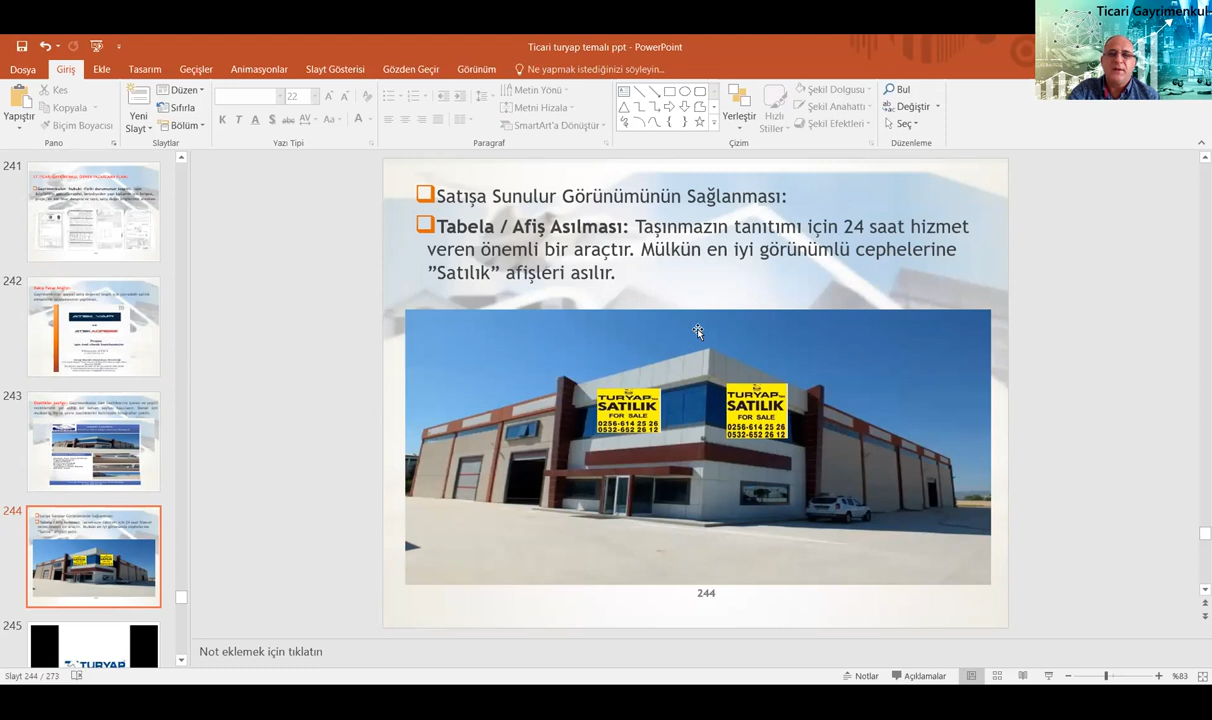 Ticari Gayrimenkul
Ticari turyap temalı ppt - PowerPoint
Dosya Giriş Ekle Tasarım Geçişler Animasyonlar Slayt Gösterisi Gözden Geçir Görünüm Ne yapmak istediğinizi söyleyin...
Yapıştır
Kes
Kopyala
Biçim Boyacısı
Pano
Yeni
Slayt
Düzen
Sıfırla
Bölüm
Slaytlar
22
K T A S abc AV Aa A
Yazı Tipi
Metin Yönü
Metni Hizala
SmartArt'a Dönüştür
Paragraf
Yerleştir
Hızlı
Stiller
Şekil Dolgusu
Şekil Anahattı
Şekil Efektleri
Çizim
Bul
Değiştir
Seç
Düzenleme
241
242
243
244
245
TURYAP
Satışa Sunulur Görünümünün Sağlanması:
Tabela / Afiş Asılması: Taşınmazın tanıtımı için 24 saat hizmet
veren önemli bir araçtır. Mülkün en iyi görünümlü cephelerine
”Satılık” afişleri asılır.
TURYAP
SATILIK
FOR SALE
0256-614 25 26
0532-652 26 12
TURYAP
SATILIK
FOR SALE
0256-614 25 26
0532-652 26 12
244
Not eklemek için tıklatın
Slayt 244 / 273
Notlar
Açıklamalar
%83